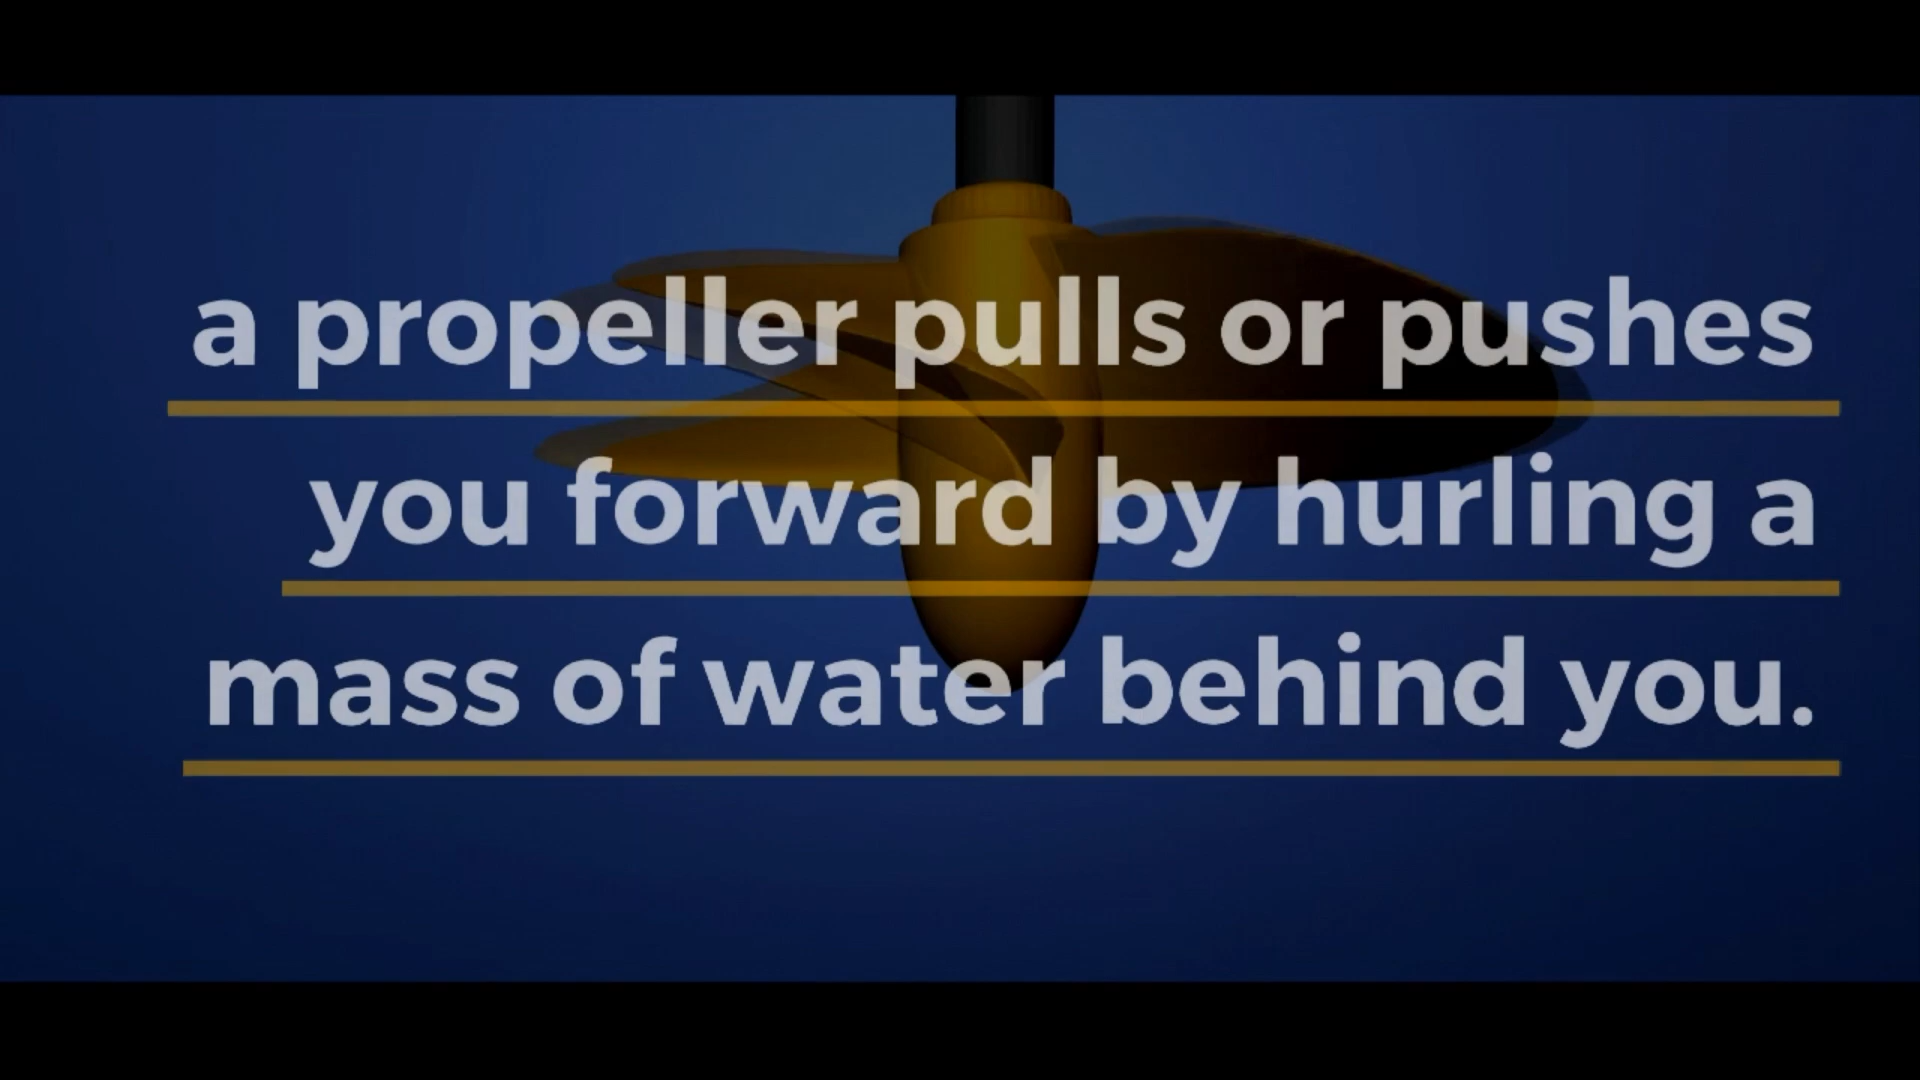 a propeller pulls or pushes
you forward by hurling a
mass of water behind you.